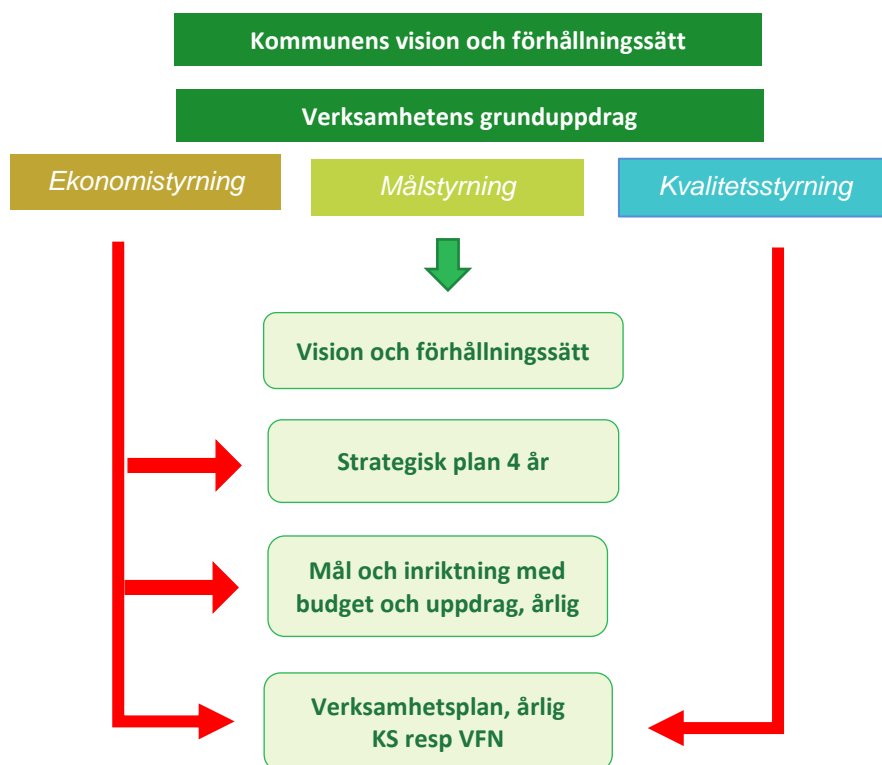 Kommunens vision och förhållningssätt
Verksamhetens grunduppdrag
Ekonomistyrning
Målstyrning
Kvalitetsstyrning
Vision och förhållningssätt
Strategisk plan 4 år
Mål och inriktning med
budget och uppdrag, årlig
Verksamhetsplan, årlig
KS resp VFN